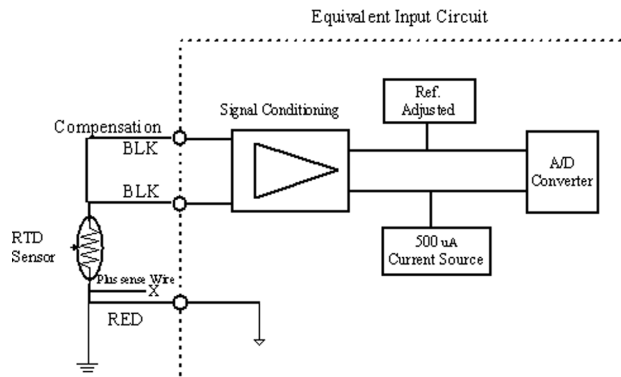 Equivalent Input Circuit
Ref.
Adjusted
Signal Conditioning
Compensation
BLK
A/D
Converter
BLK
RTD
Sensor
500 uA
Current Source
Plus sense Wire
X
RED